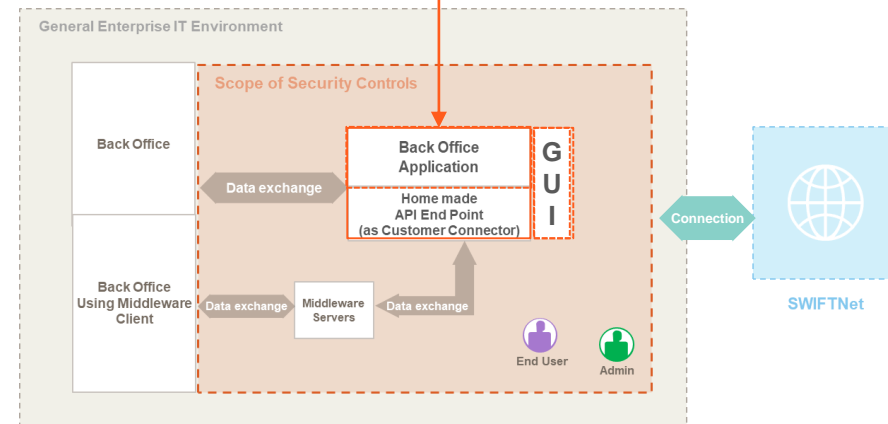 General Enterprise IT Environment
Scope of Security Controls
Back Office
Back Office
Application
G
U
I
Data exchange
Home made
API End Point
(as Customer Connector)
Connection
Back Office
Using Middleware
Client
Data exchange
Middleware
Servers
Data exchange
SWIFTNet
End User
Admin